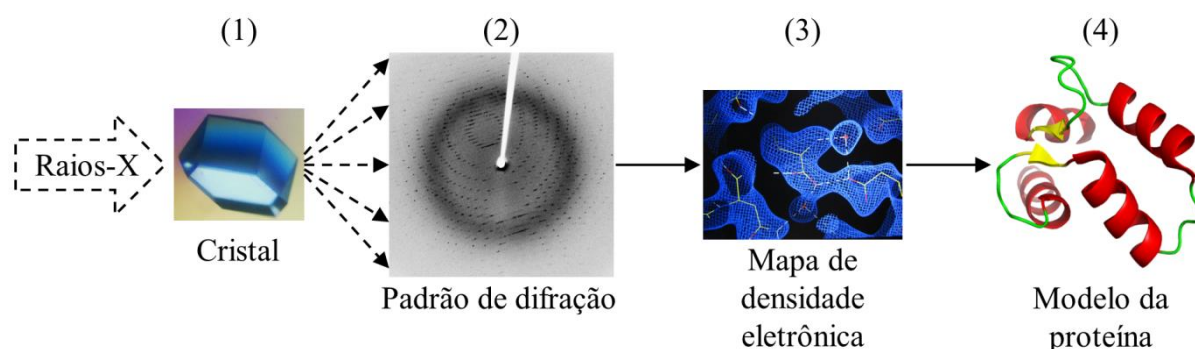 (1)
(2)
(3)
(4)
Raios-X
Cristal
Padrão de difração
Mapa de
densidade
eletrônica
Modelo da
proteína